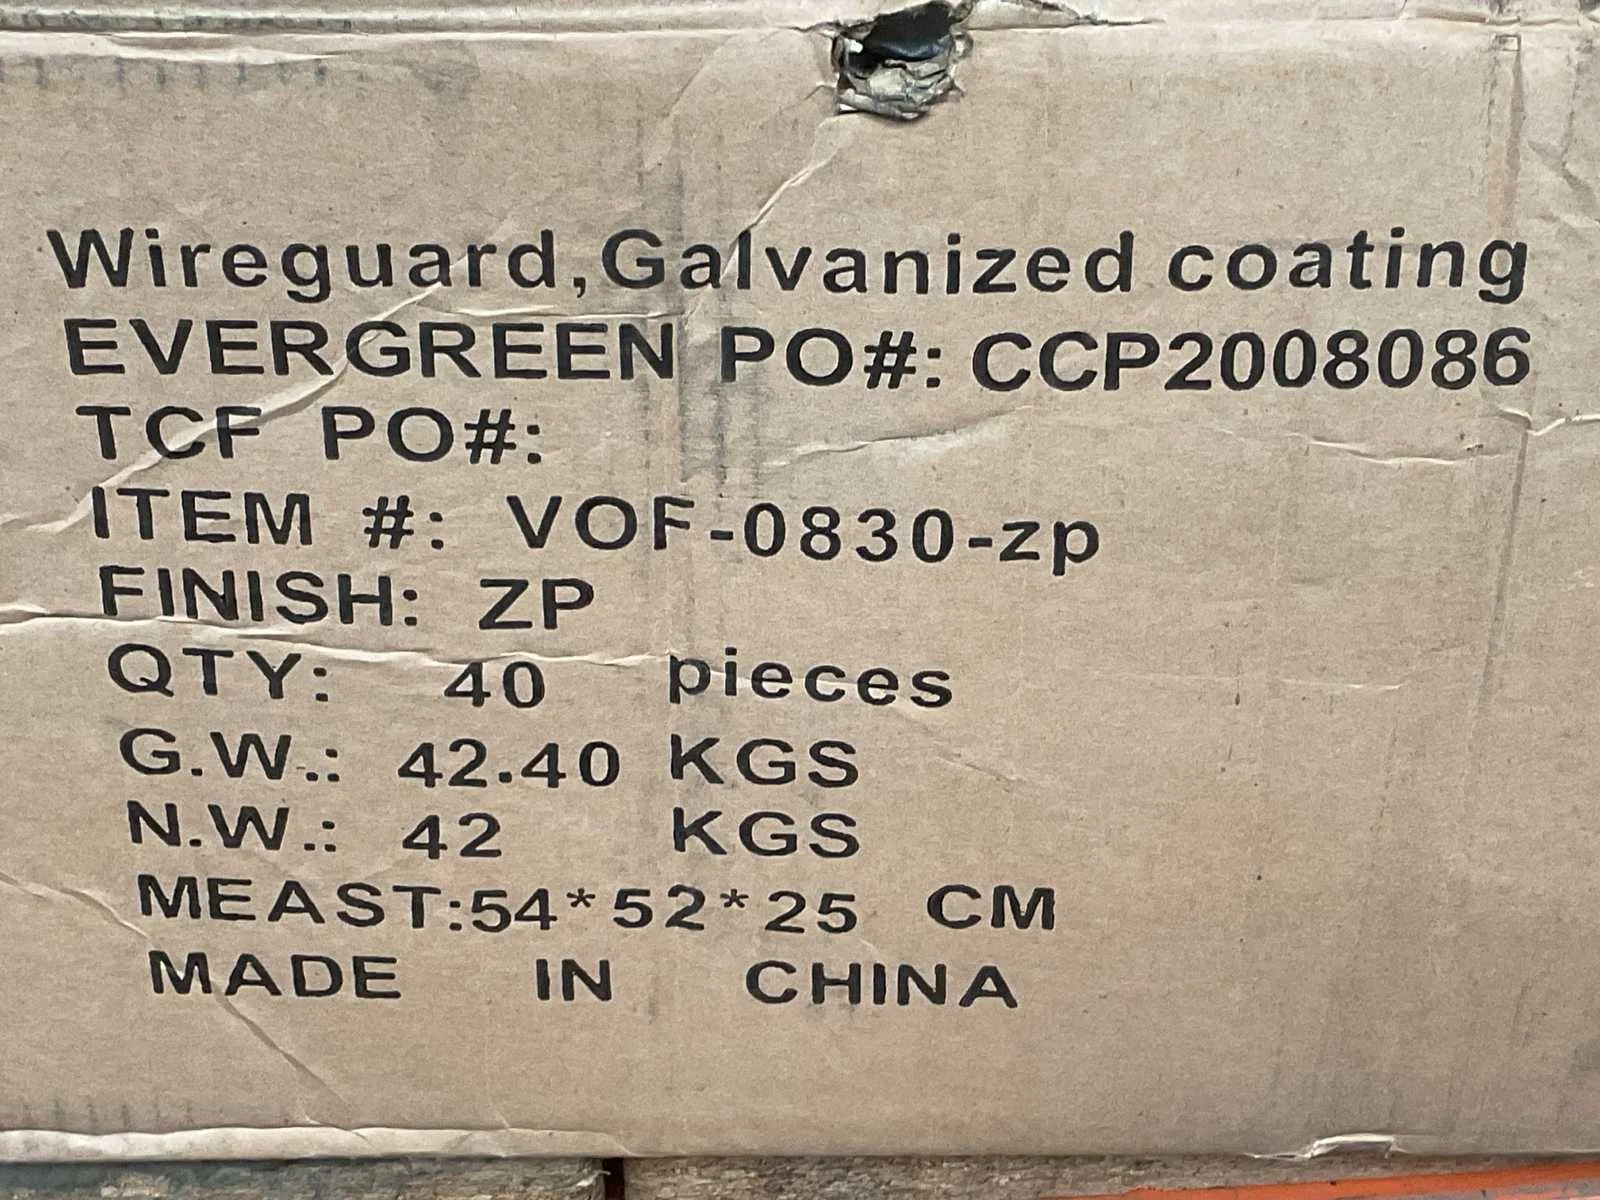 Wireguard,Galvanized coating
EVERGREEN PO#: CCP2008086
TCF PO#:
ITEM #: VOF-0830-zp
FINISH: ZP
QTY: 40 pieces
G.W.: 42.40 KGS
N.W.: 42 KGS
MEAST:54*52*25 CM
MADE IN CHINA